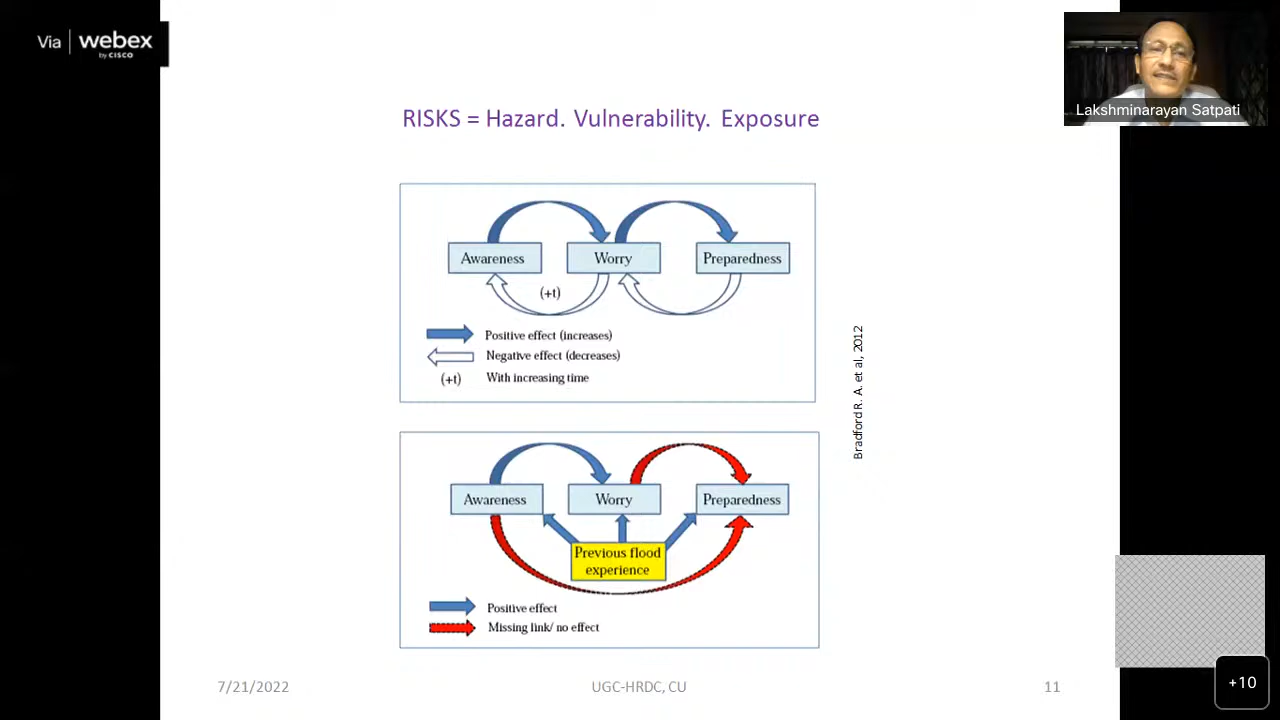 Via webex
by CISCO
Lakshminarayan Satpati
RISKS = Hazard. Vulnerability. Exposure
Awareness Worry Preparedness
(+t)
Positive effect (increases)
Negative effect (decreases)
(+t) With increasing time
Bradford R. A. et al, 2012
Awareness Worry Preparedness
Previous flood
experience
Positive effect
Missing link/ no effect
7/21/2022 UGC-HRDC, CU 11
+10